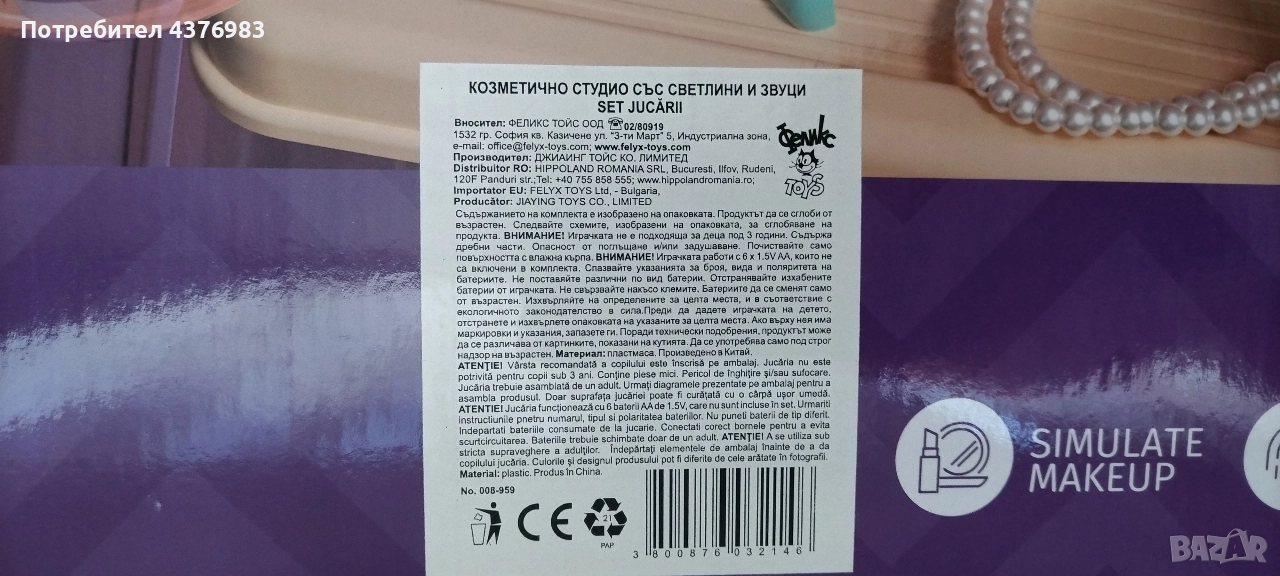 Потребител 4376983
КОЗМЕТИЧНО СТУДИО СЪС СВЕТЛИНИ И ЗВУЦИ
SET JUCĂRII
Вносител: ФЕЛИКС ТОЙС ООД ☎02/80919
1532 гр. София кв. Казичене ул. "3-ти Март" 5, Индустриална зона,
e-mail: office@felyx-toys.com; www.felyx-toys.com
Производител: ДЖИАИНГ ТОЙС КО. ЛИМИТЕД
Distribuitor RO: HIPPOLAND ROMANIA SRL, Bucuresti, Ilfov, Rudeni,
120F Panduri str.;Tel: +40 755 858 555; www.hippolandromania.ro;
Importator EU: FELYX TOYS Ltd, - Bulgaria,
Producător: JIAYING TOYS CO., LIMITED
Феликс
TOYS
Съдържанието на комплекта е изобразено на опаковката. Продуктът да се сглоби от
възрастен. Следвайте схемите, изобразени на опаковката, за сглобяване на
продукта. ВНИМАНИЕ! Играчката не е подходяща за деца под 3 години. Съдържа
дребни части. Опасност от поглъщане и/или задушаване. Почиствайте само
повърхността с влажна кърпа. ВНИМАНИЕ! Играчката работи с 6 x 1.5V AA, които не
са включени в комплекта. Спазвайте указанията за броя, вида и поляритета на
батериите. Не поставяйте различни по вид батерии. Отстранявайте изхабените
батерии от играчката. Не свързвайте накъсо клемите. Батериите да се сменят само
от възрастен. Изхвърляйте на определените за целта места, и в съответствие с
екологичното законодателство в сила.Преди да дадете играчката на детето,
отстранете и изхвърлете опаковката на указаните за целта места. Ако върху нея има
маркировки и указания, запазете ги. Поради технически подобрения, продуктът може
да се различава от картинките, показани на кутията. Да се употребява само под строг
надзор на възрастен. Материал: пластмаса. Произведено в Китай.
ATENȚIE! Vârsta recomandată a copilului este înscrisă pe ambalaj. Jucăria nu este
potrivită pentru copii sub 3 ani. Conține piese mici. Pericol de înghițire și/sau sufocare.
Jucăria trebuie asamblată de un adult. Urmați diagramele prezentate pe ambalaj pentru a
asambla produsul. Doar suprafața jucăriei poate fi curățată cu o cârpă ușor umedă.
ATENTIE! Jucăria funcționează cu 6 baterii AA de 1.5V, care nu sunt incluse în set. Urmariti
instructiunile pnetru numarul, tipul si polaritatea bateriilor. Nu puneti baterii de tip diferit.
Indepartati bateriile consumate de la jucarie. Conectati corect bornele pentru a evita
scurtcircuitarea. Bateriile trebuie schimbate doar de un adult. ATENȚIE! A se utiliza sub
stricta supraveghere a adulților. Îndepărtați elementele de ambalaj înainte de a da
copilului jucăria. Culorile și designul produsului pot fi diferite de cele arătate în fotografii.
Material: plastic. Produs în China.
No. 008-959
CE
21
PAP
3 800876 032146
SIMULATE
MAKEUP
BAZAR